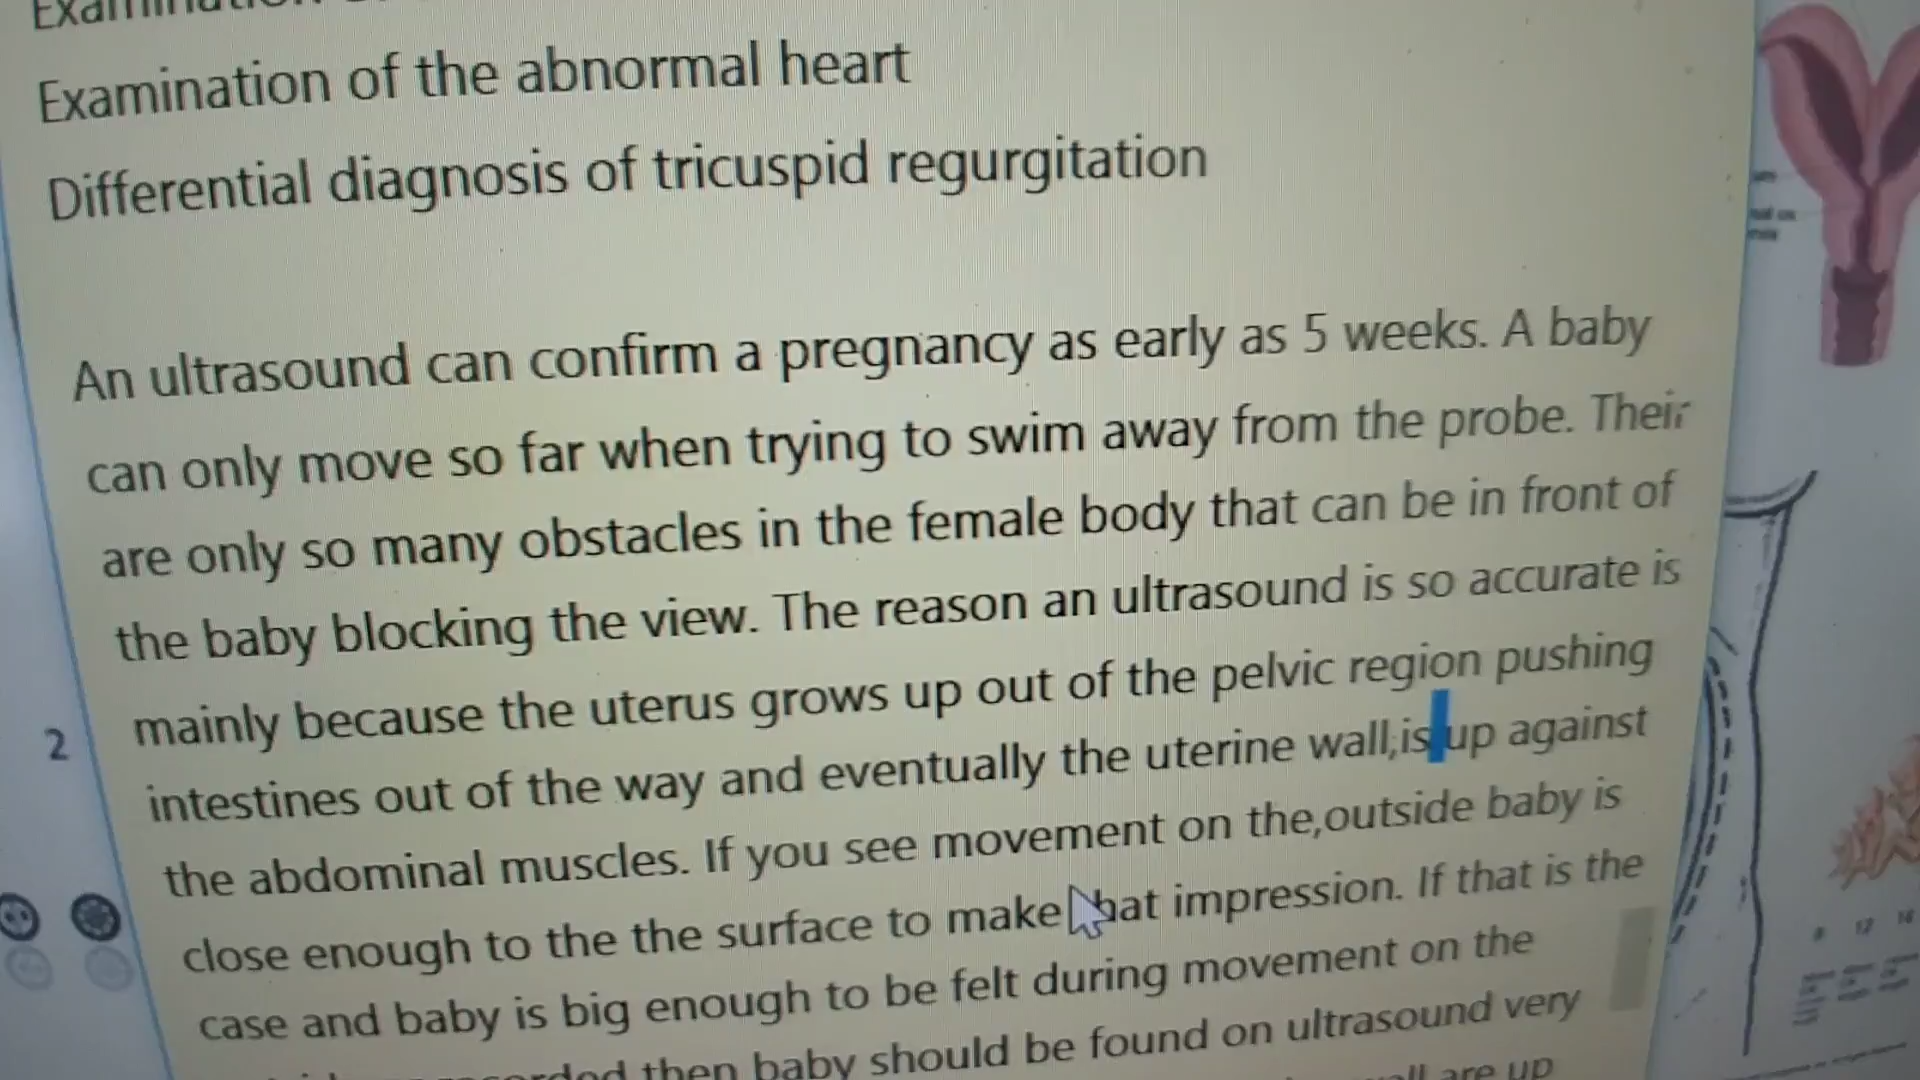 Examination
Examination of the abnormal heart
Differential diagnosis of tricuspid regurgitation
An ultrasound can confirm a pregnancy as early as 5 weeks. A baby
can only move so far when trying to swim away from the probe. Their
are only so many obstacles in the female body that can be in front of
the baby blocking the view. The reason an ultrasound is so accurate is
mainly because the uterus grows up out of the pelvic region pushing
2
intestines out of the way and eventually the uterine wall,is up against
the abdominal muscles. If you see movement on the,outside baby is
close enough to the the surface to make that impression. If that is the
case and baby is big enough to be felt during movement on the
then baby should be found on ultrasound very
are up